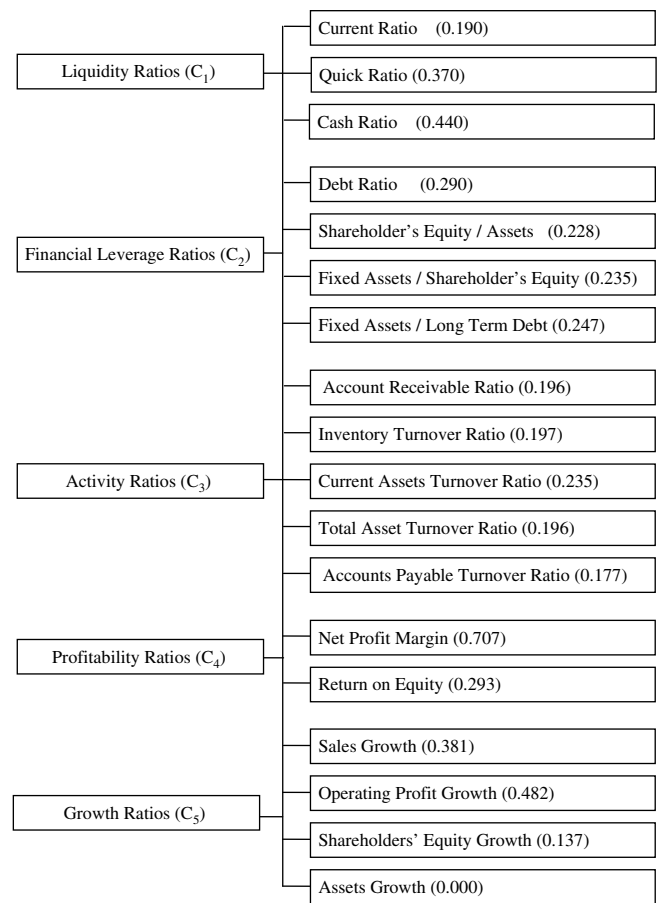 Current Ratio (0.190)
Liquidity Ratios (C1)
Quick Ratio (0.370)
Cash Ratio (0.440)
Debt Ratio (0.290)
Shareholder's Equity / Assets (0.228)
Financial Leverage Ratios (C2)
Fixed Assets / Shareholder's Equity (0.235)
Fixed Assets / Long Term Debt (0.247)
Account Receivable Ratio (0.196)
Inventory Turnover Ratio (0.197)
Activity Ratios (C3)
Current Assets Turnover Ratio (0.235)
Total Asset Turnover Ratio (0.196)
Accounts Payable Turnover Ratio (0.177)
Net Profit Margin (0.707)
Profitability Ratios (C4)
Return on Equity (0.293)
Sales Growth (0.381)
Operating Profit Growth (0.482)
Growth Ratios (C5)
Shareholders' Equity Growth (0.137)
Assets Growth (0.000)